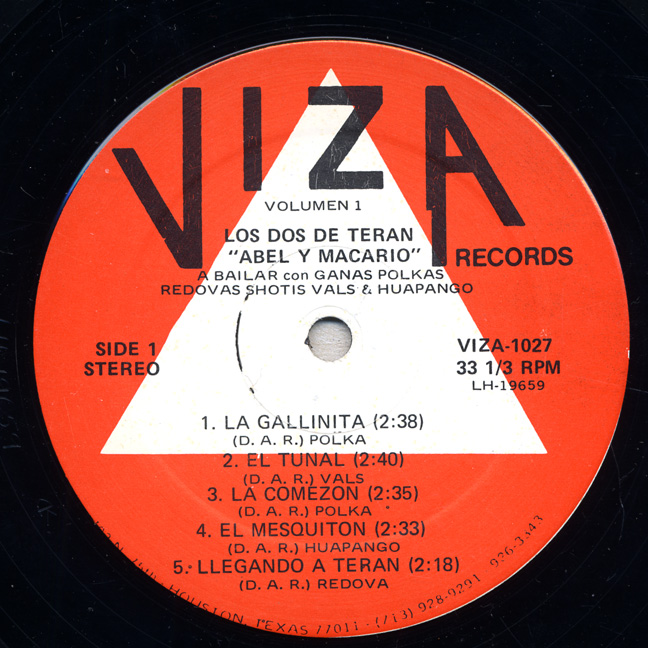 VIZA
RECORDS
VOLUMEN 1
LOS DOS DE TERAN
"ABEL Y MACARIO"
A BAILAR con GANAS POLKAS
REDOVAS SHOTIS VALS & HUAPANGO
SIDE 1
STEREO
VIZA-1027
33 1/3 RPM
LH-19659
1. LA GALLINITA (2:38)
(D. A. R.) POLKA
2. EL TUNAL (2:40)
(D. A. R.) VALS
3. LA COMEZON (2:35)
(D. A. R.) POLKA
4. EL MESQUITON (2:33)
(D. A. R.) HUAPANGO
5. LLEGANDO A TERAN (2:18)
(D. A. R.) REDOVA
HOUSTON, TEXAS 77011 - (713) 928-9291 926-3343